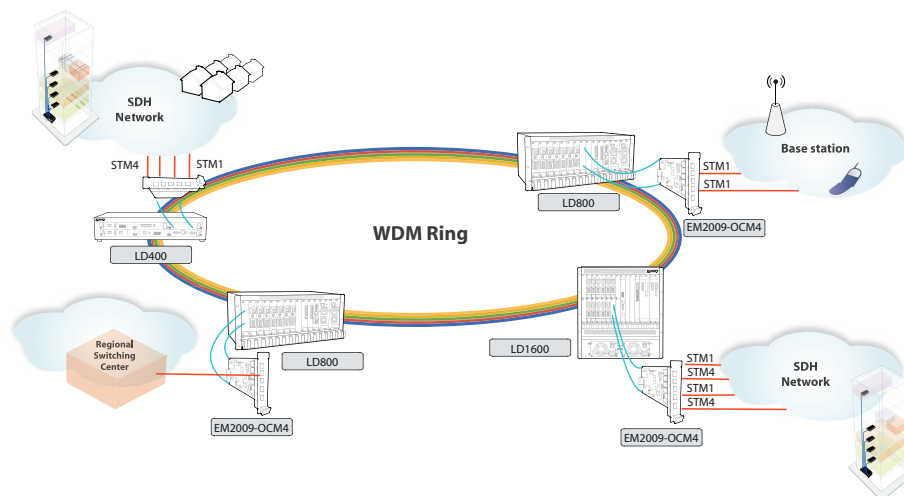 SDH
Network
STM4
STM1
LD400
WDM Ring
LD800
STM1
STM1
EM2009-OCM4
Base station
Regional
Switching
Center
LD800
EM2009-OCM4
LD1600
STM1
STM4
STM1
STM4
EM2009-OCM4
SDH
Network